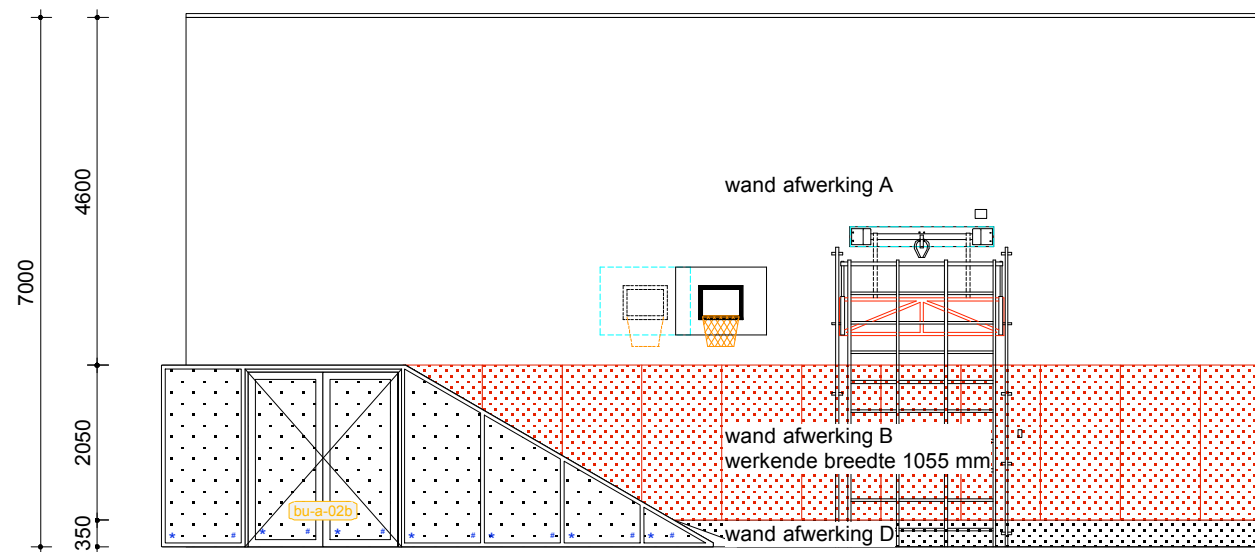 7000
4600
2050
350
wand afwerking A
wand afwerking B
werkende breedte 1055 mm
wand afwerking D
bu-a-02b
* # * # * # * # * # * #